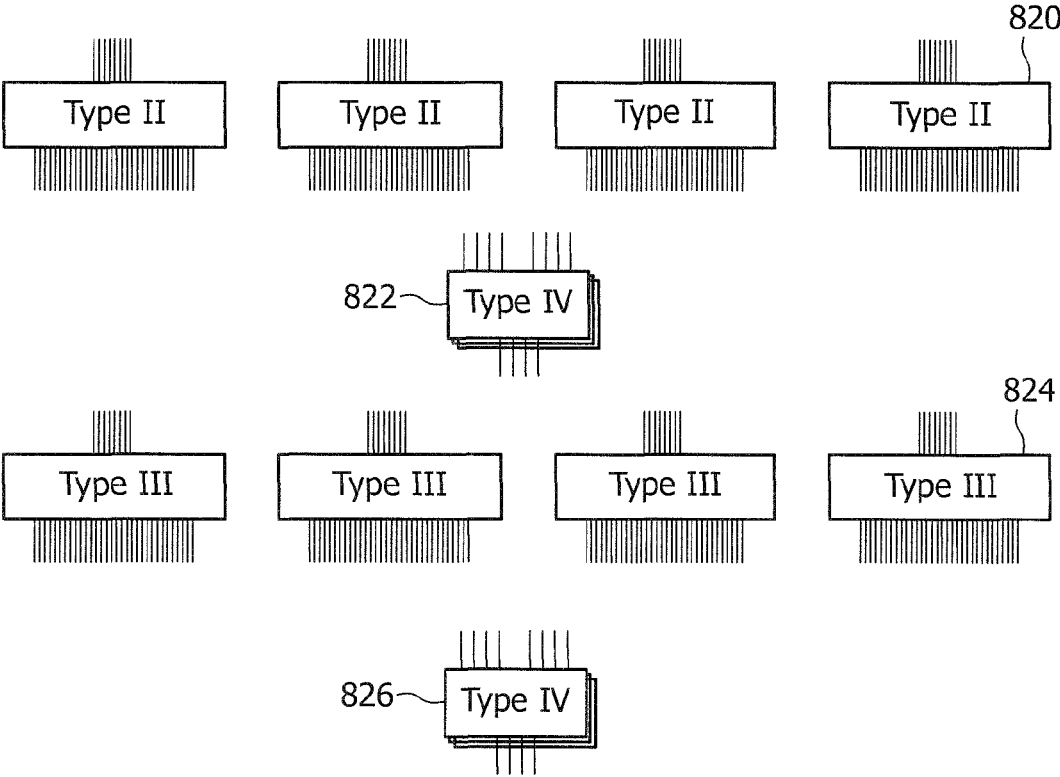 820
Type II Type II Type II Type II
822 Type IV
824
Type III Type III Type III Type III
826 Type IV